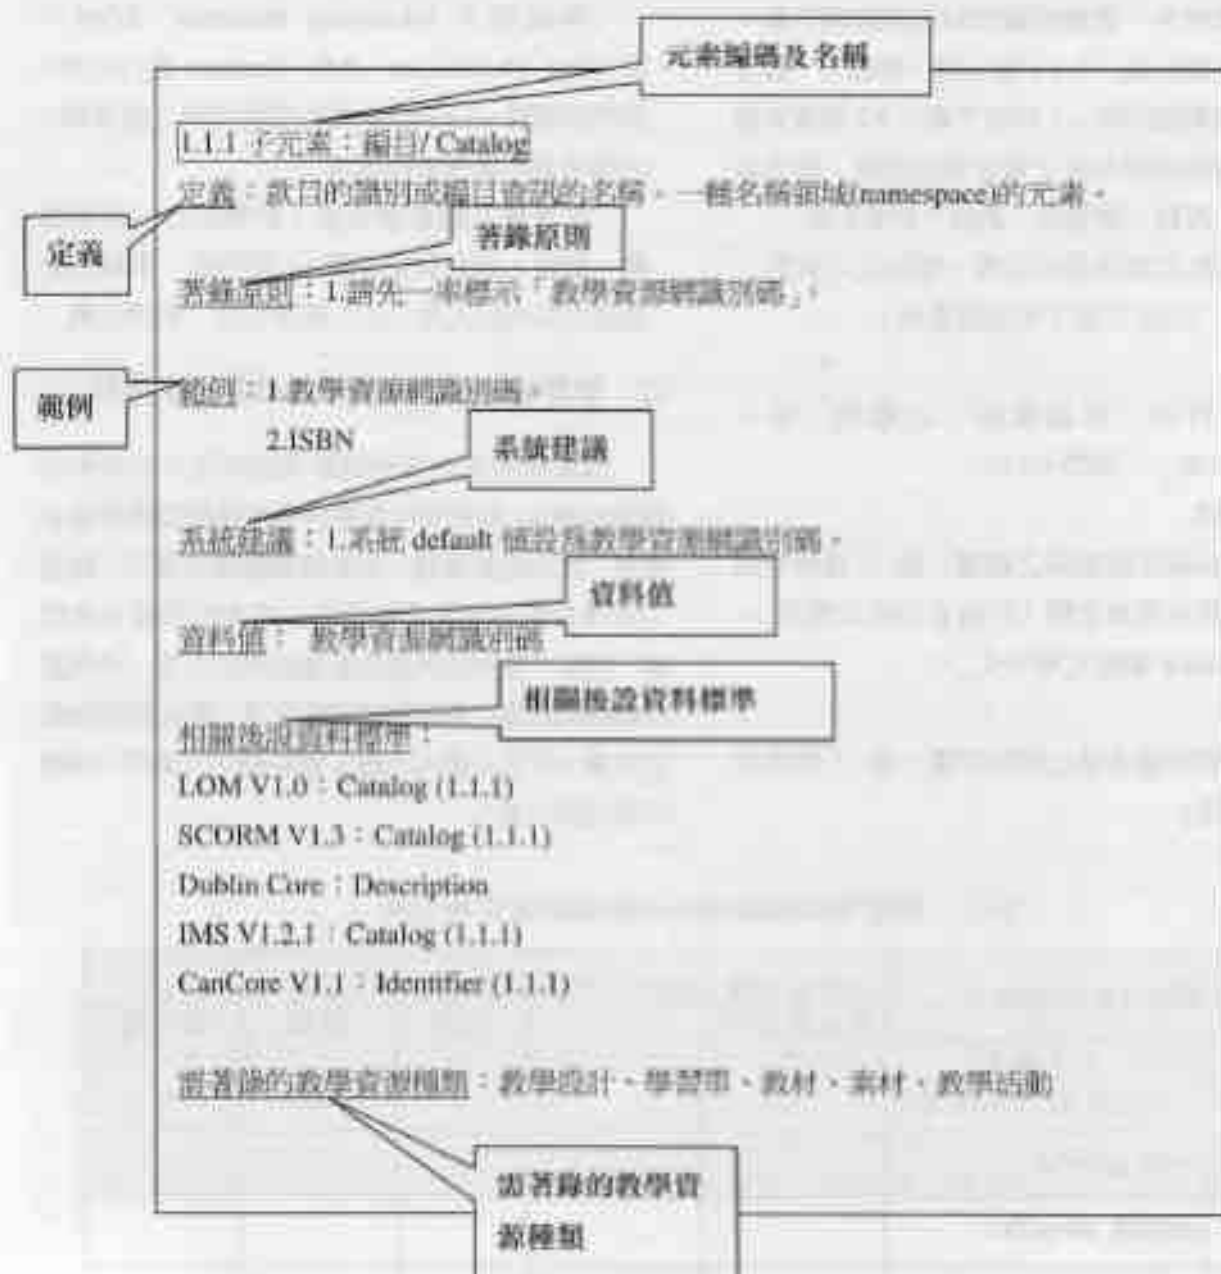 元素編碼及名稱
1.1.1 子元素：編目/ Catalog
定義：款目的識別或編目資訊的名稱。一種名稱領域(namespace)的元素。
定義
著錄原則
著錄原則：1.請先一率標示「教學資源網識別碼」。
範例
範例：1.教學資源網識別碼。
2.ISBN
系統建議
系統建議：1.系統 default 值設為教學資源網識別碼。
資料值
資料值： 教學資源網識別碼
相關後設資料標準
相關後設資料標準：
LOM V1.0：Catalog (1.1.1)
SCORM V1.3：Catalog (1.1.1)
Dublin Core：Description
IMS V1.2.1：Catalog (1.1.1)
CanCore V1.1：Identifier (1.1.1)
需著錄的教學資源種類：教學設計、學習單、教材、素材、教學活動
需著錄的教學資
源種類